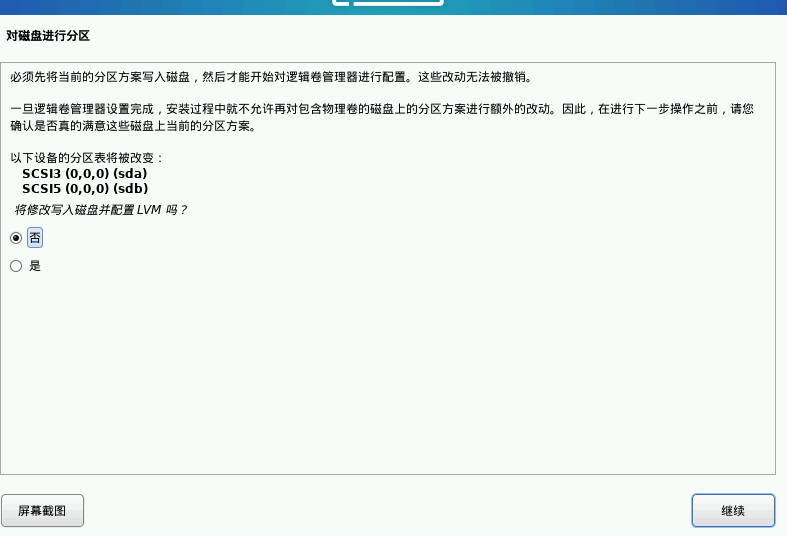 对磁盘进行分区
必须先将当前的分区方案写入磁盘，然后才能开始对逻辑卷管理器进行配置。这些改动无法被撤销。
一旦逻辑卷管理器设置完成，安装过程中就不允许再对包含物理卷的磁盘上的分区方案进行额外的改动。因此，在进行下一步操作之前，请您
确认是否真的满意这些磁盘上当前的分区方案。
以下设备的分区表将被改变：
SCSI3 (0,0,0) (sda)
SCSI5 (0,0,0) (sdb)
将修改写入磁盘并配置 LVM 吗？
否
是
屏幕截图
继续